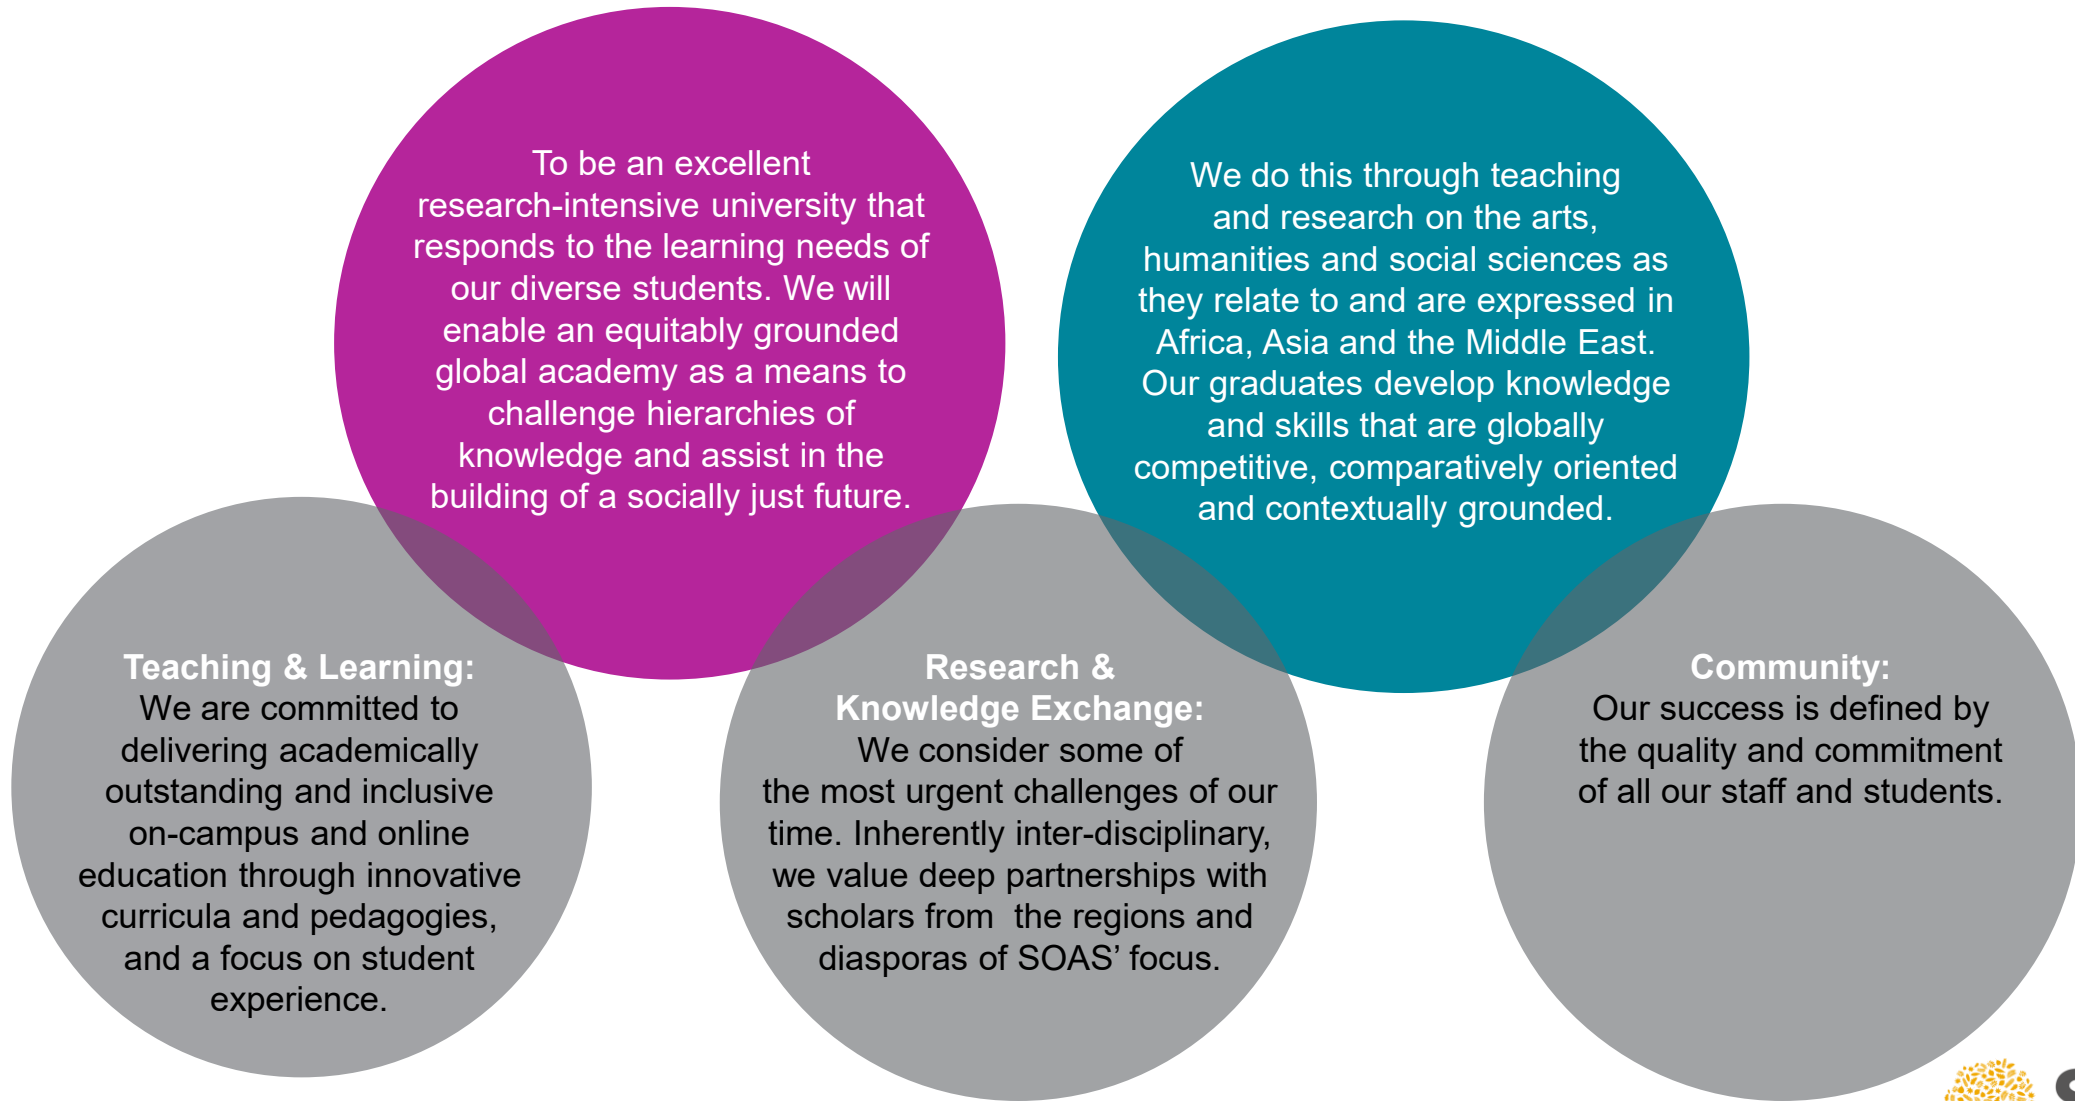 To be an excellent
research-intensive university that
responds to the learning needs of
our diverse students. We will
enable an equitably grounded
global academy as a means to
challenge hierarchies of
knowledge and assist in the
building of a socially just future.
We do this through teaching
and research on the arts,
humanities and social sciences as
they relate to and are expressed in
Africa, Asia and the Middle East.
Our graduates develop knowledge
and skills that are globally
competitive, comparatively oriented
and contextually grounded.
Teaching & Learning:
We are committed to
delivering academically
outstanding and inclusive
on-campus and online
education through innovative
curricula and pedagogies,
and a focus on student
experience.
Research &
Knowledge Exchange:
We consider some of
the most urgent challenges of our
time. Inherently inter-disciplinary,
we value deep partnerships with
scholars from  the regions and
diasporas of SOAS’ focus.
Community:
Our success is defined by
the quality and commitment
of all our staff and students.